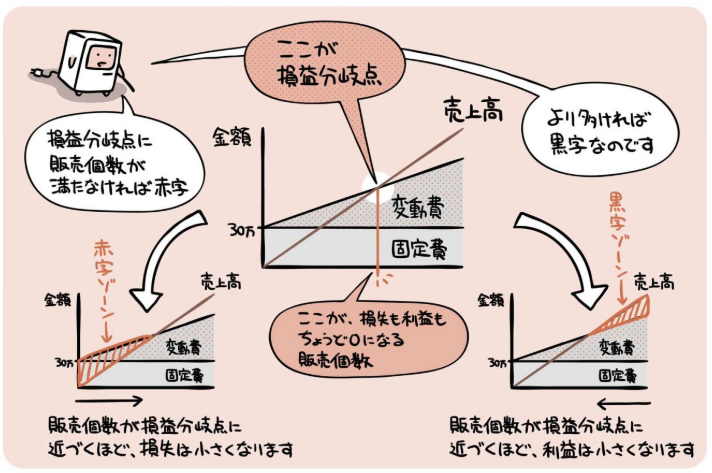 ここが
損益分岐点
損益分岐点に
販売個数が
満たなければ赤字
より多ければ
黒字なのです
金額
売上高
変動費
30万
固定費
ここが、損失も利益も
ちょうど0になる
販売個数
赤字ゾーン
金額
売上高
30万
変動費
固定費
販売個数が損益分岐点に
近づくほど、損失は小さくなります
黒字ゾーン
金額
売上高
30万
変動費
固定費
販売個数が損益分岐点に
近づくほど、利益は小さくなります